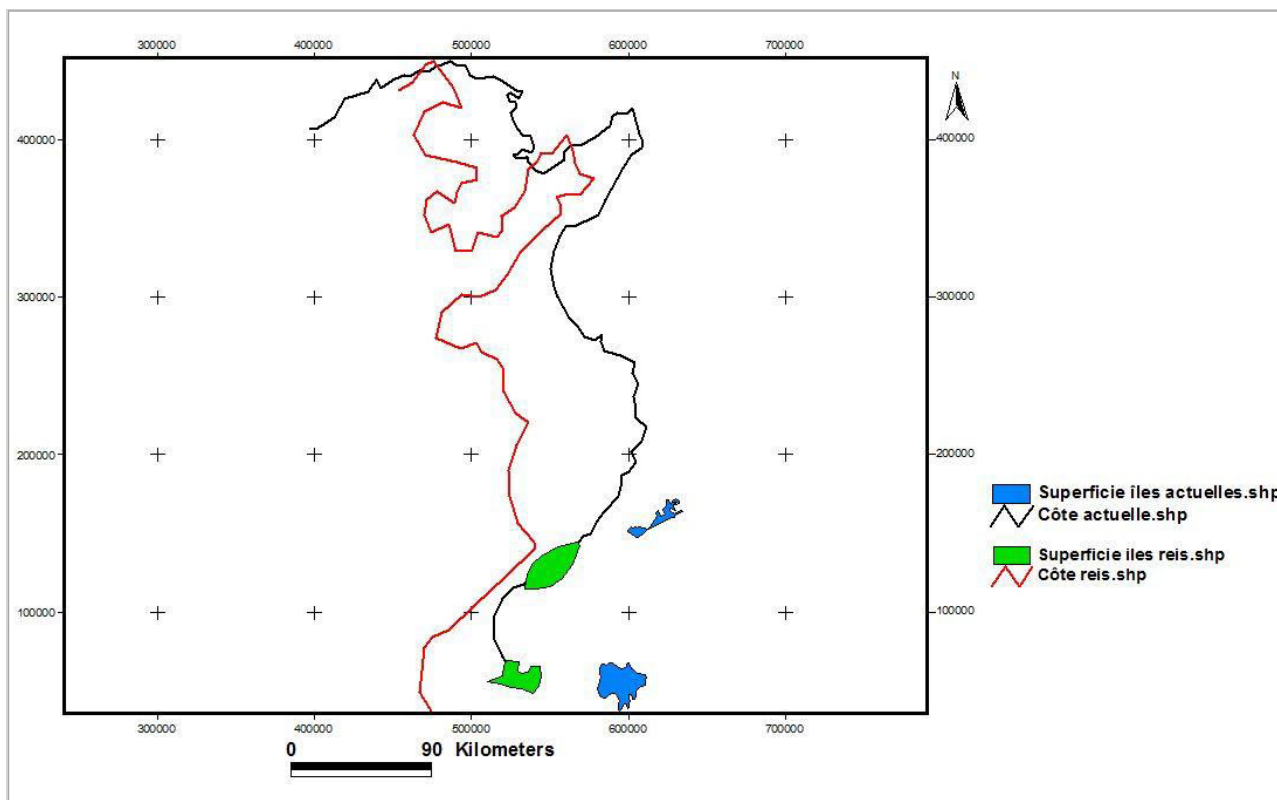 300000 400000 500000 600000 700000
N
400000 400000
300000 300000
200000 200000
100000 100000
300000 400000 500000 600000 700000
Superficie îles actuelles.shp
Côte actuelle.shp
Superficie iles reis.shp
Côte reis.shp
0 90 Kilometers